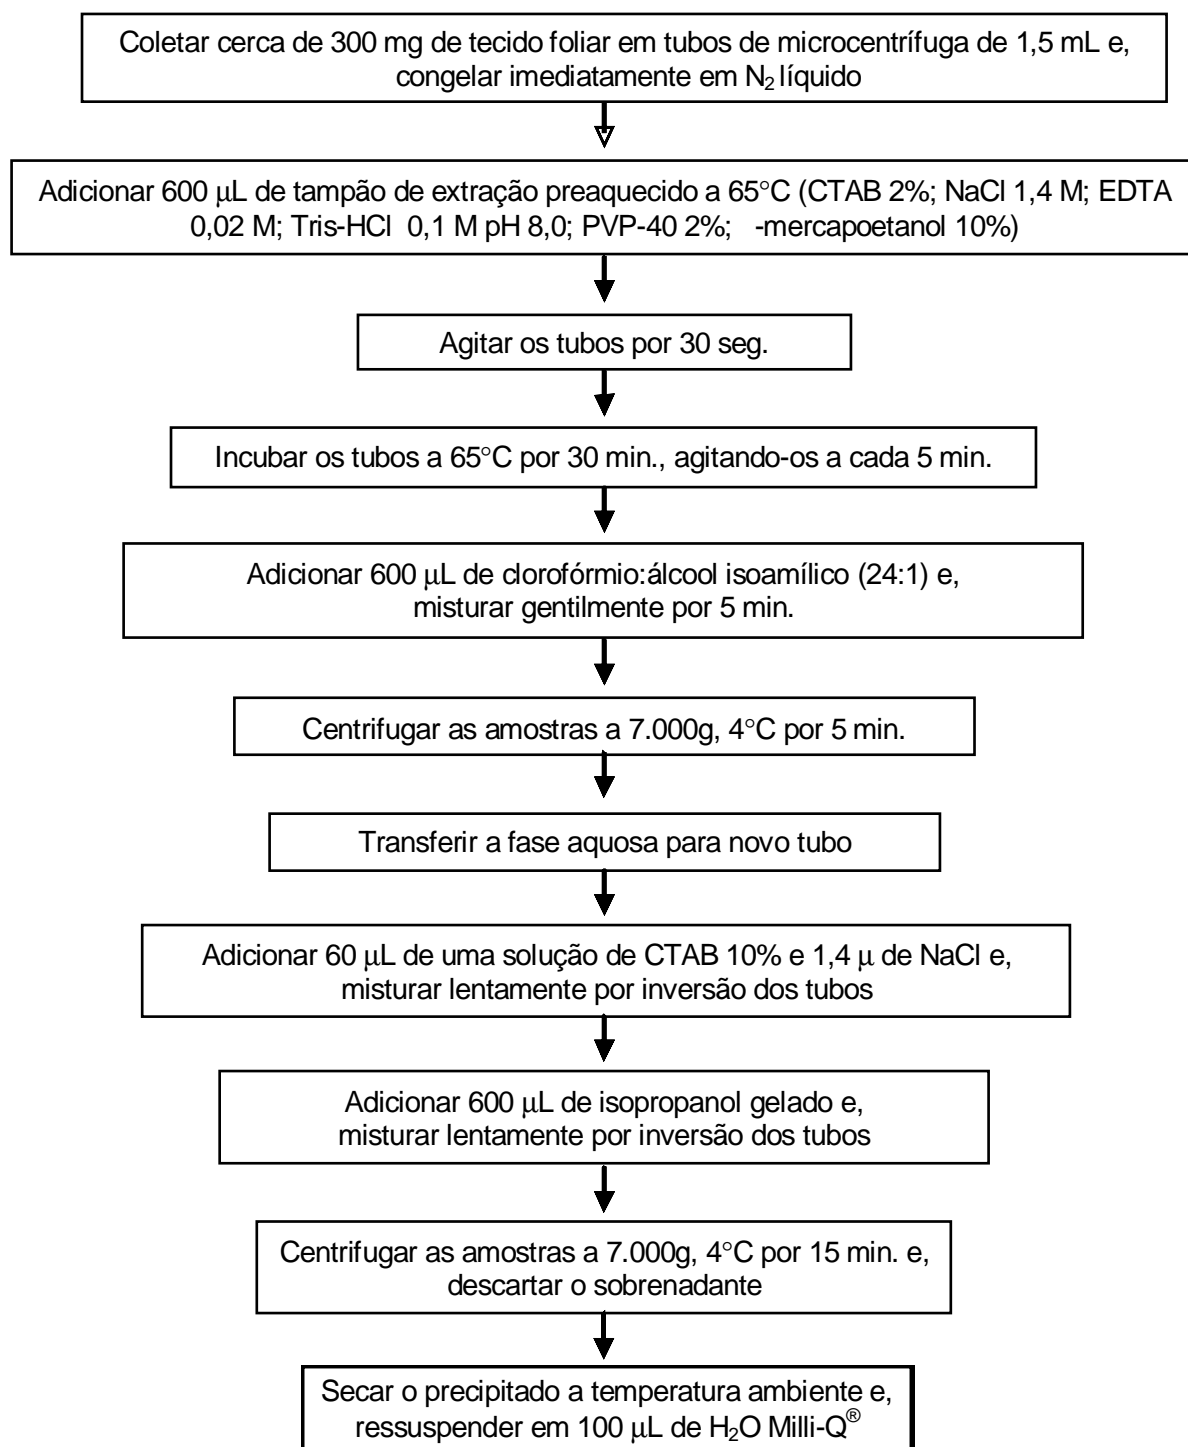 Coletar cerca de 300 mg de tecido foliar em tubos de microcentrífuga de 1,5 mL e,
congelar imediatamente em N₂ líquido
Adicionar 600 µL de tampão de extração preaquecido a 65°C (CTAB 2%; NaCl 1,4 M; EDTA
0,02 M; Tris-HCl 0,1 M pH 8,0; PVP-40 2%; -mercapoetanol 10%)
Agitar os tubos por 30 seg.
Incubar os tubos a 65°C por 30 min., agitando-os a cada 5 min.
Adicionar 600 µL de clorofórmio:álcool isoamílico (24:1) e,
misturar gentilmente por 5 min.
Centrifugar as amostras a 7.000g, 4°C por 5 min.
Transferir a fase aquosa para novo tubo
Adicionar 60 µL de uma solução de CTAB 10% e 1,4 µ de NaCl e,
misturar lentamente por inversão dos tubos
Adicionar 600 µL de isopropanol gelado e,
misturar lentamente por inversão dos tubos
Centrifugar as amostras a 7.000g, 4°C por 15 min. e,
descartar o sobrenadante
Secar o precipitado a temperatura ambiente e,
ressuspender em 100 µL de H₂O Milli-Q®